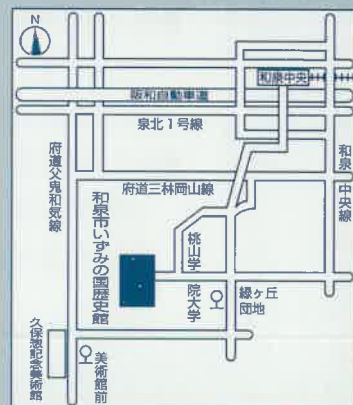 N
和泉中央
阪和自動車道
泉北1号線
府道父鬼和気線
和泉中央線
府道三林岡山線
和泉市いずみの国歴史館
桃山学院大学
緑ヶ丘
団地
久保惣記念美術館
美術館前